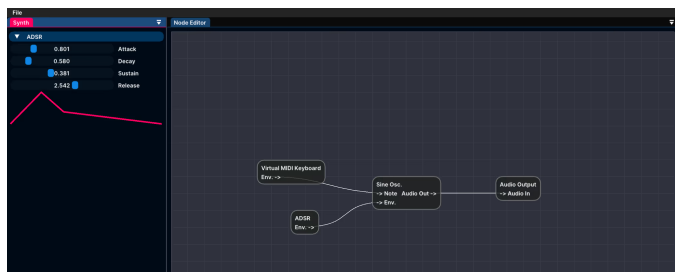 File
Synth
Node Editor
ADSR
0.801 Attack
0.580 Decay
0.381 Sustain
2.542 Release
Virtual MIDI Keyboard
Env. ->
Sine Osc.
-> Note Audio Out ->
-> Env.
Audio Output
-> Audio In
ADSR
Env. ->